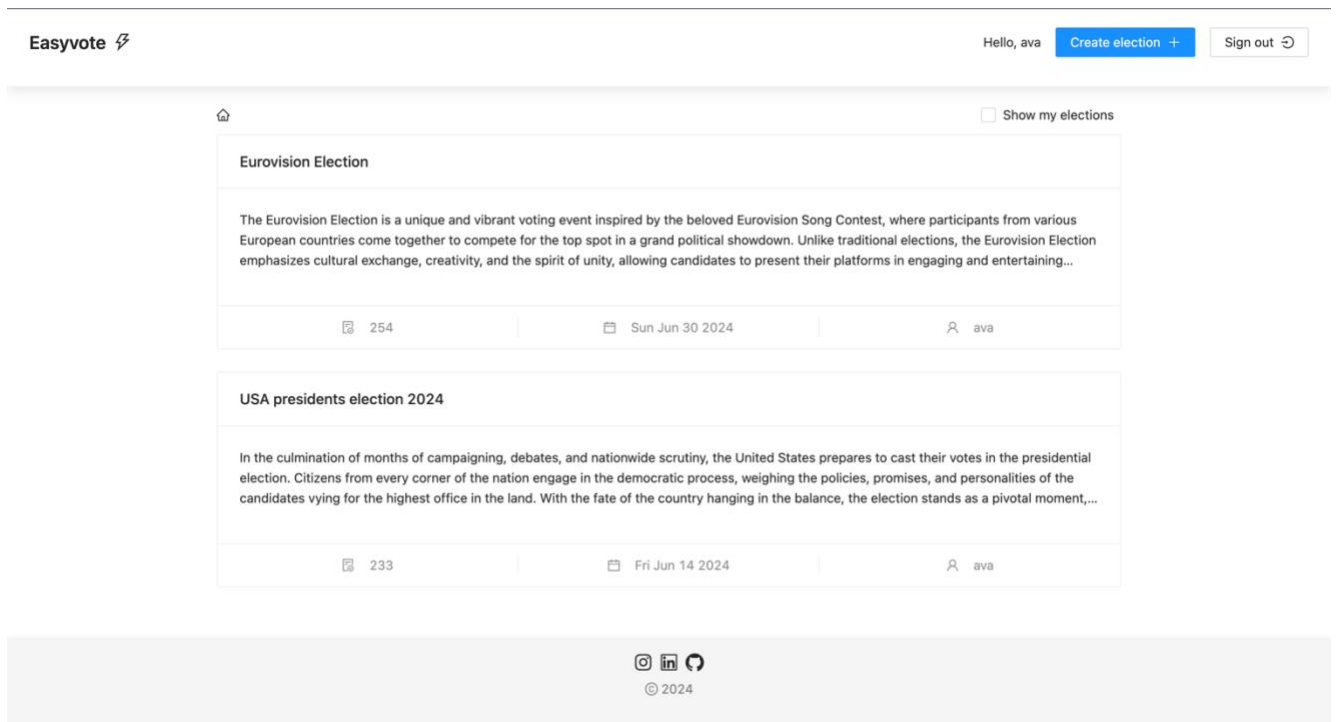 Easyvote
Hello, ava
Create election +
Sign out
Show my elections
Eurovision Election
The Eurovision Election is a unique and vibrant voting event inspired by the beloved Eurovision Song Contest, where participants from various
European countries come together to compete for the top spot in a grand political showdown. Unlike traditional elections, the Eurovision Election
emphasizes cultural exchange, creativity, and the spirit of unity, allowing candidates to present their platforms in engaging and entertaining...
254
Sun Jun 30 2024
ava
USA presidents election 2024
In the culmination of months of campaigning, debates, and nationwide scrutiny, the United States prepares to cast their votes in the presidential
election. Citizens from every corner of the nation engage in the democratic process, weighing the policies, promises, and personalities of the
candidates vying for the highest office in the land. With the fate of the country hanging in the balance, the election stands as a pivotal moment,...
233
Fri Jun 14 2024
ava
in
© 2024